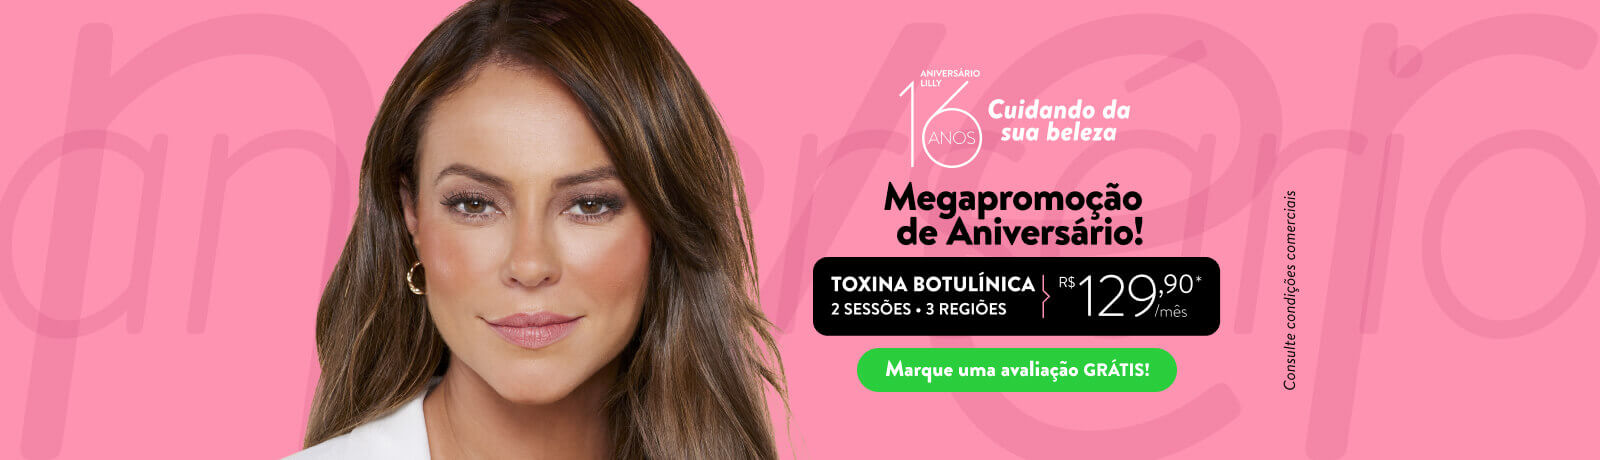 aniversário
ANIVERSÁRIO
LILLY
16
ANOS
Cuidando da
sua beleza
Megapromoção
de Aniversário!
TOXINA BOTULÍNICA
2 SESSÕES • 3 REGIÕES
R$129,90*
/mês
Marque uma avaliação GRÁTIS!
Consulte condições comerciais